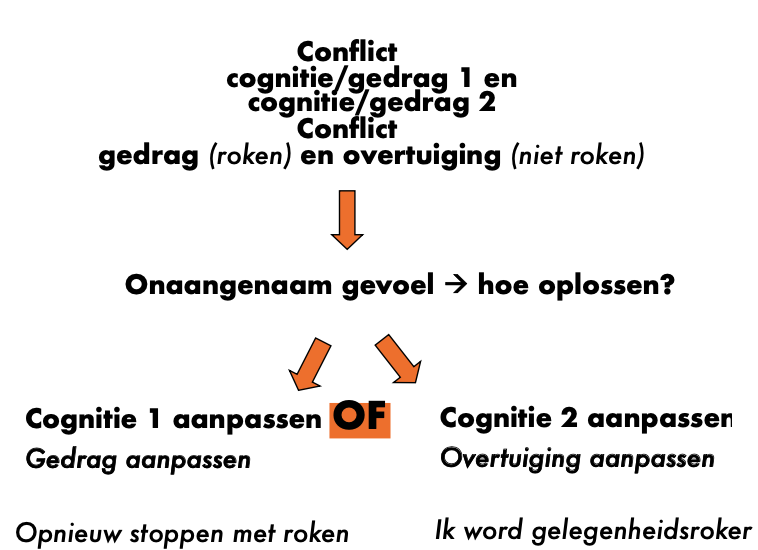 Conflict
cognitie/gedrag 1 en
cognitie/gedrag 2
Conflict
gedrag (roken) en overtuiging (niet roken)
Onaangenaam gevoel → hoe oplossen?
Cognitie 1 aanpassen OF Cognitie 2 aanpassen
Gedrag aanpassen
Overtuiging aanpassen
Opnieuw stoppen met roken
Ik word gelegenheidsroker